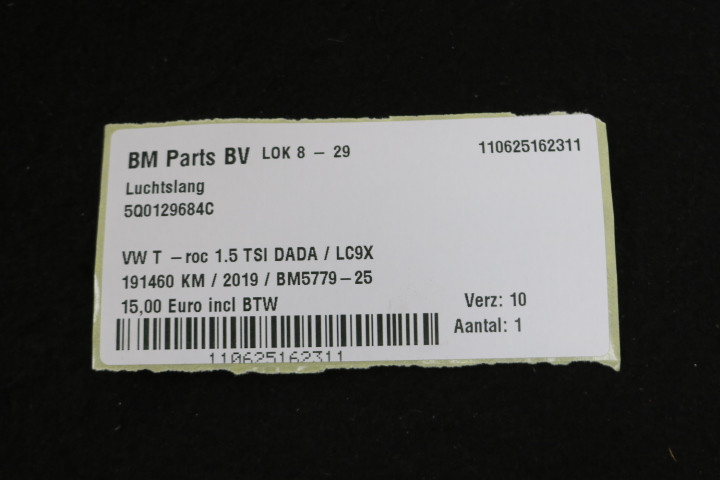 BM Parts BV LOK 8 - 29 110625162311
Luchtslang
5Q0129684C
VW T -roc 1.5 TSI DADA / LC9X
191460 KM / 2019 / BM5779-25
15,00 Euro incl BTW Verz: 10
Aantal: 1
110625162311